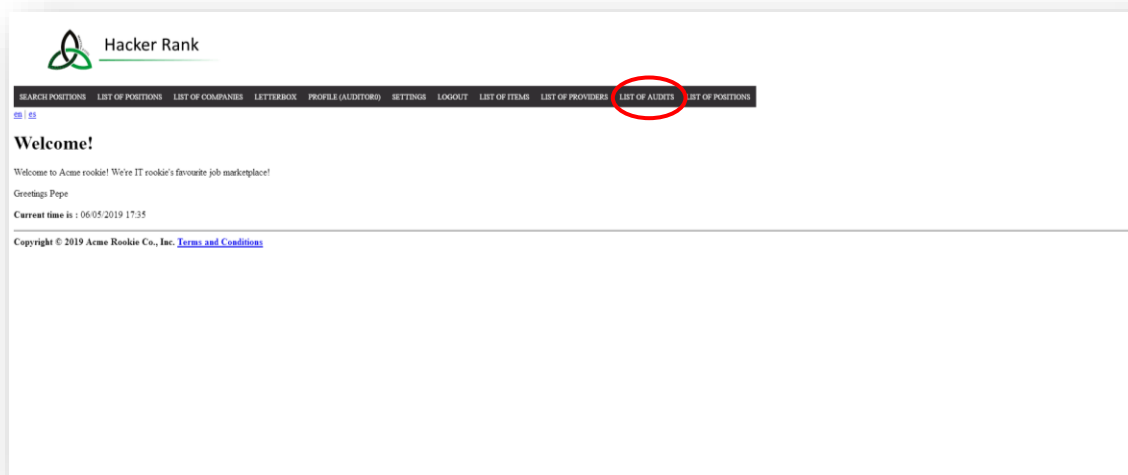 Hacker Rank
SEARCH POSITIONS LIST OF POSITIONS LIST OF COMPANIES LETTERBOX PROFILE (AUDITOR0) SETTINGS LOGOUT LIST OF ITEMS LIST OF PROVIDERS LIST OF AUDITS LIST OF POSITIONS
en | es
Welcome!
Welcome to Acme rookie! We're IT rookie's favourite job marketplace!
Greetings Pepe
Current time is : 06/05/2019 17:35
Copyright © 2019 Acme Rookie Co., Inc. Terms and Conditions